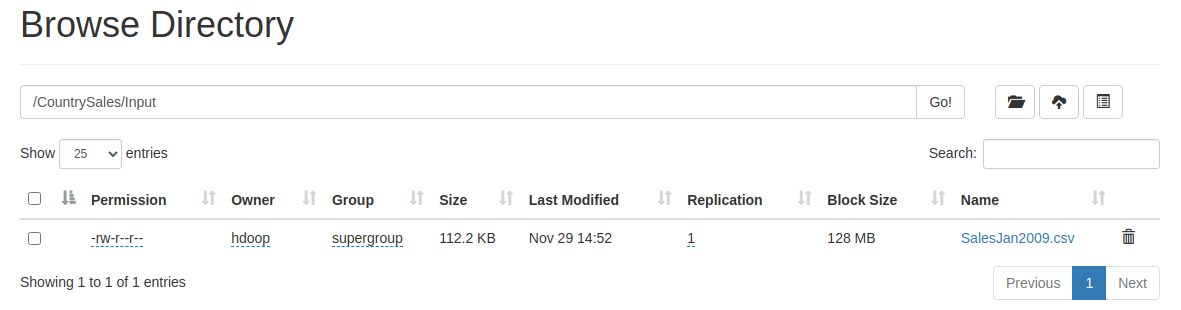 Browse Directory
/CountrySales/Input Go!
Show 25 entries Search:
Permission Owner Group Size Last Modified Replication Block Size Name
-rw-r--r-- hdoop supergroup 112.2 KB Nov 29 14:52 1 128 MB SalesJan2009.csv
Showing 1 to 1 of 1 entries Previous 1 Next